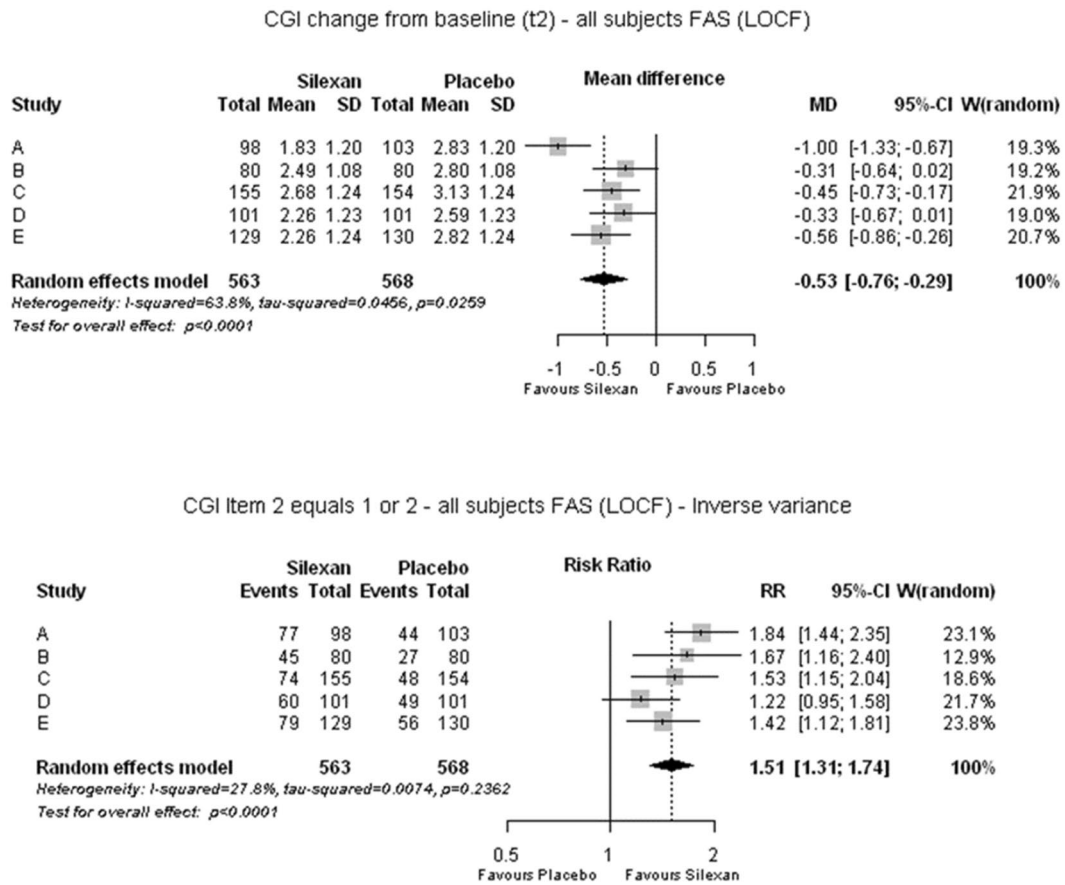 CGI change from baseline (t2) - all subjects FAS (LOCF)
Silexan Placebo Mean difference
Study Total Mean SD Total Mean SD MD 95%-CI W(random)
A 98 1.83 1.20 103 2.83 1.20 -1.00 [-1.33; -0.67] 19.3%
B 80 2.49 1.08 80 2.80 1.08 -0.31 [-0.64; 0.02] 19.2%
C 155 2.68 1.24 154 3.13 1.24 -0.45 [-0.73; -0.17] 21.9%
D 101 2.26 1.23 101 2.59 1.23 -0.33 [-0.67; 0.01] 19.0%
E 129 2.26 1.24 130 2.82 1.24 -0.56 [-0.86; -0.26] 20.7%
Random effects model 563 568 -0.53 [-0.76; -0.29] 100%
Heterogeneity: I-squared=63.8%, tau-squared=0.0456, p=0.0259
Test for overall effect: p<0.0001
-1 -0.5 0 0.5 1
Favours Silexan Favours Placebo
CGI Item 2 equals 1 or 2 - all subjects FAS (LOCF) - Inverse variance
Silexan Placebo Risk Ratio
Study Events Total Events Total RR 95%-CI W(random)
A 77 98 44 103 1.84 [1.44; 2.35] 23.1%
B 45 80 27 80 1.67 [1.16; 2.40] 12.9%
C 74 155 48 154 1.53 [1.15; 2.04] 18.6%
D 60 101 49 101 1.22 [0.95; 1.58] 21.7%
E 79 129 56 130 1.42 [1.12; 1.81] 23.8%
Random effects model 563 568 1.51 [1.31; 1.74] 100%
Heterogeneity: I-squared=27.8%, tau-squared=0.0074, p=0.2362
Test for overall effect: p<0.0001
0.5 1 2
Favours Placebo Favours Silexan